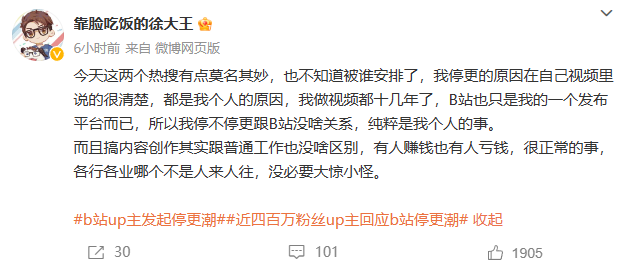 靠脸吃饭的徐大王
6小时前 来自 微博网页版
今天这两个热搜有点莫名其妙，也不知道被谁安排了，我停更的原因在自己视频里
说的很清楚，都是我个人的原因，我做视频都十几年了，B站也只是我的一个发布
平台而已，所以我停不停更跟B站没啥关系，纯粹是我个人的事。
而且搞内容创作其实跟普通工作也没啥区别，有人赚钱也有人亏钱，很正常的事，
各行各业哪个不是人来人往，没必要大惊小怪。
#b站up主发起停更潮##近四百万粉丝up主回应b站停更潮# 收起
30 101 1905